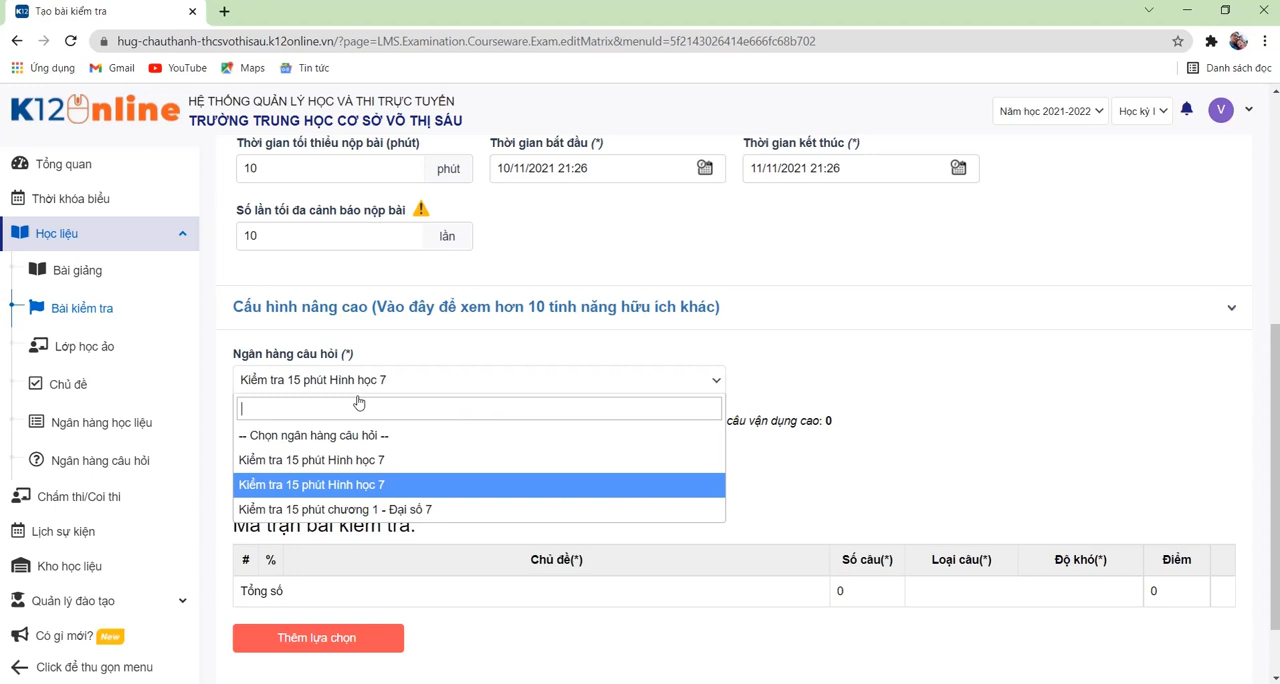 Tạo bài kiểm tra
hug-chauthanh-thcsvothisau.k12online.vn/?page=LMS.Examination.Courseware.Exam.editMatrix&menuId=5f2143026414e666fc68b702
Ứng dụng
Gmail
YouTube
Maps
Tin tức
Danh sách đọc
K12Online
HỆ THỐNG QUẢN LÝ HỌC VÀ THI TRỰC TUYẾN
TRƯỜNG TRUNG HỌC CƠ SỞ VÕ THỊ SÁU
Năm học 2021-2022
Học kỳ I
V
Tổng quan
Thời khóa biểu
Học liệu
Bài giảng
Bài kiểm tra
Lớp học ảo
Chủ đề
Ngân hàng học liệu
Ngân hàng câu hỏi
Chấm thi/Coi thi
Lịch sự kiện
Kho học liệu
Quản lý đào tạo
Có gì mới? New
Click để thu gọn menu
Thời gian tối thiểu nộp bài (phút)
10 phút
Thời gian bắt đầu (*)
10/11/2021 21:26
Thời gian kết thúc (*)
11/11/2021 21:26
Số lần tối đa cảnh báo nộp bài
10 lần
Cấu hình nâng cao (Vào đây để xem hơn 10 tính năng hữu ích khác)
Ngân hàng câu hỏi (*)
Kiểm tra 15 phút Hình học 7
-- Chọn ngân hàng câu hỏi --
Kiểm tra 15 phút Hình học 7
Kiểm tra 15 phút Hình học 7
Kiểm tra 15 phút chương 1 - Đại số 7
câu vận dụng cao: 0
Ma trận bài kiểm tra:
# % Chủ đề(*) Số câu(*) Loại câu(*) Độ khó(*) Điểm
Tổng số 0 0
Thêm lựa chọn